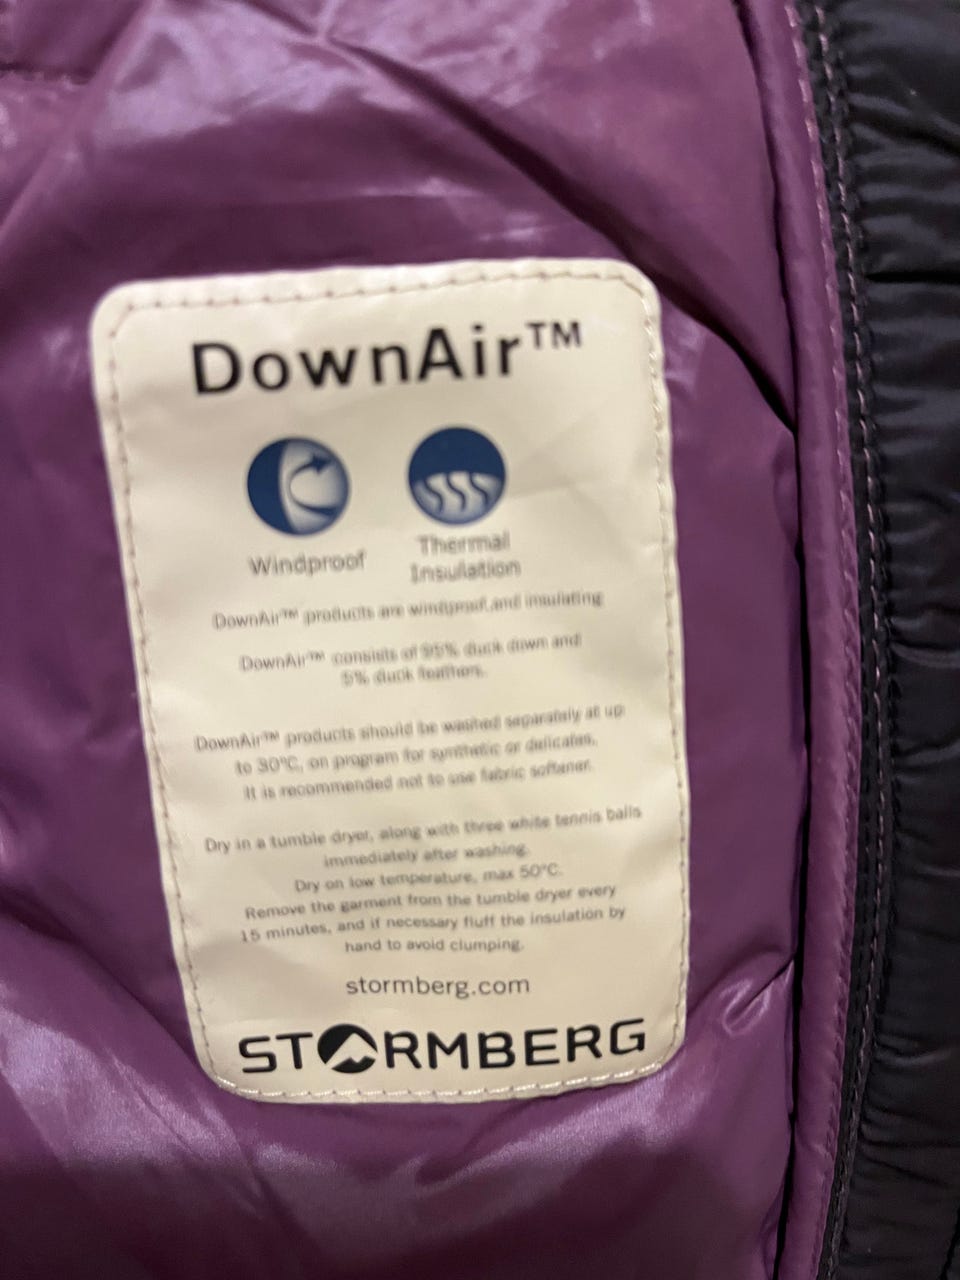 DownAir™
Windproof
Thermal
Insulation
DownAir™ products are windproof and insulating
DownAir™ consists of 95% duck down and
5% duck feathers.
DownAir™ products should be washed separately at up
to 30°C, on program for synthetic or delicates.
It is recommended not to use fabric softener.
Dry in a tumble dryer, along with three white tennis balls
immediately after washing.
Dry on low temperature, max 50°C.
Remove the garment from the tumble dryer every
15 minutes, and if necessary fluff the insulation by
hand to avoid clumping.
stormberg.com
STORMBERG